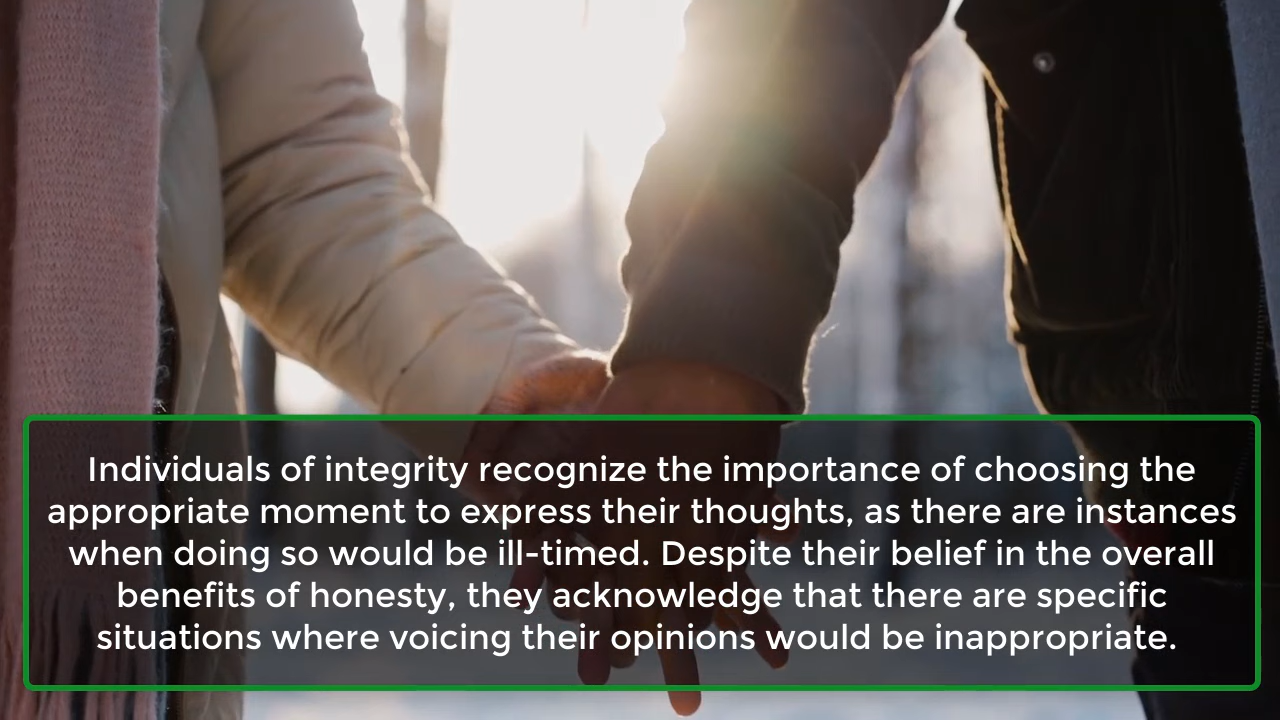 Individuals of integrity recognize the importance of choosing the
appropriate moment to express their thoughts, as there are instances
when doing so would be ill-timed. Despite their belief in the overall
benefits of honesty, they acknowledge that there are specific
situations where voicing their opinions would be inappropriate.